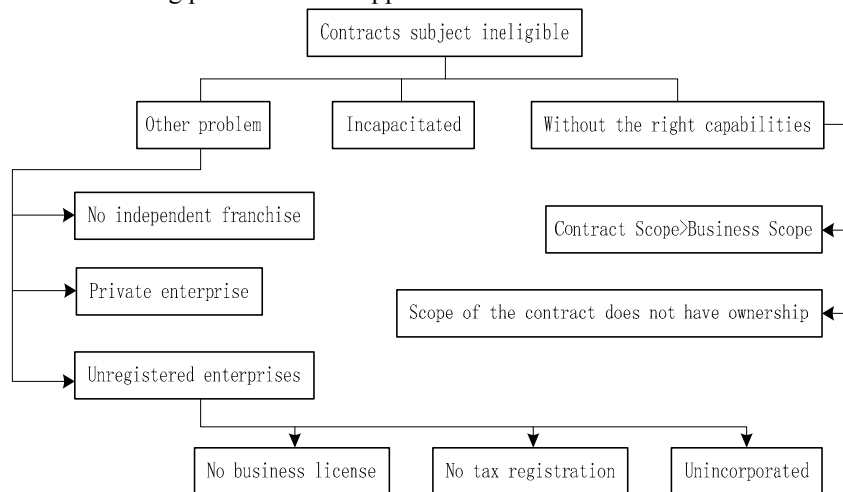 Contracts subject ineligible
Other problem
Incapacitated
Without the right capabilities
No independent franchise
Contract Scope>Business Scope
Private enterprise
Scope of the contract does not have ownership
Unregistered enterprises
No business license
No tax registration
Unincorporated